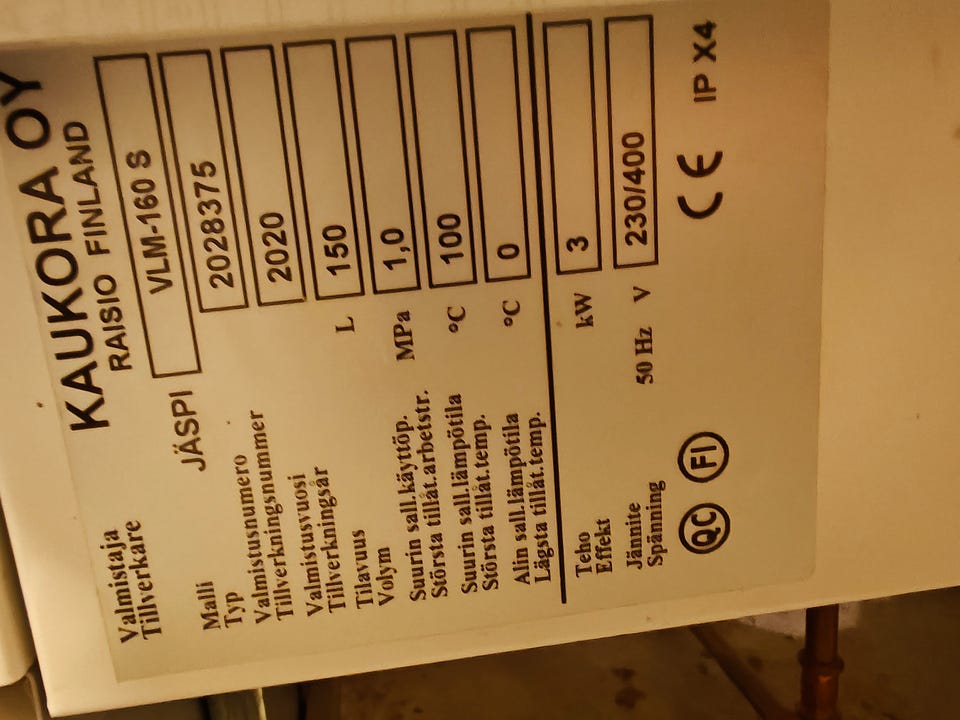 Valmistaja KAUKORA OY
Tillverkare RAISIO FINLAND
Malli JÄSPI VLM-160 S
Typ
Valmistusnumero 2028375
Tillverkningsnummer
Valmistusvuosi 2020
Tillverkningsår
Tilavuus L 150
Volym
Suurin sall.käyttöp. MPa 1,0
Största tillåt.arbetstr.
Suurin sall.lämpötila °C 100
Största tillåt.temp.
Alin sall.lämpötila °C 0
Lägsta tillåt.temp.
Teho kW 3
Effekt
Jännite 50 Hz V 230/400
Spänning
QC FI CE IP X4